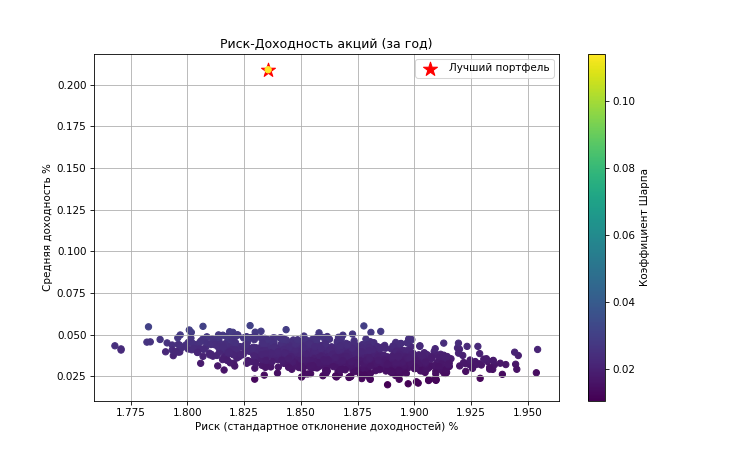 Риск-Доходность акций (за год)
Лучший портфель
0.200
0.175
0.150
0.125
0.100
0.075
0.050
0.025
Средняя доходность %
1.775 1.800 1.825 1.850 1.875 1.900 1.925 1.950
Риск (стандартное отклонение доходностей) %
0.10
0.08
0.06
0.04
0.02
Коэффициент Шарпа